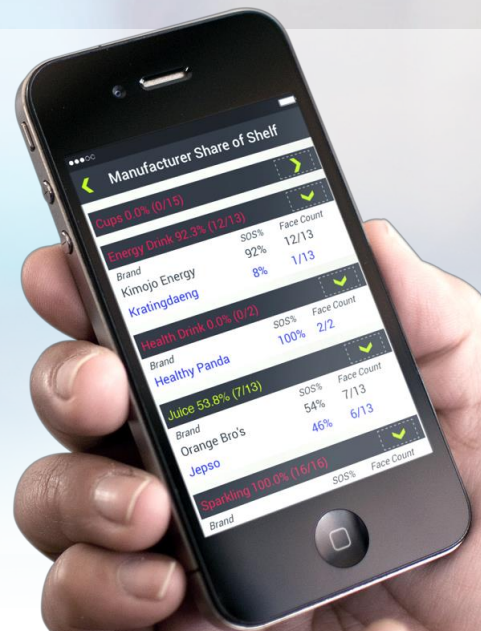 Manufacturer Share of Shelf
Cups 0.0% (0/15)
Energy Drink 92.3% (12/13)
Brand SOS% Face Count
Kimojo Energy 92% 12/13
Kratingdaeng 8% 1/13
Health Drink 0.0% (0/2)
Brand SOS% Face Count
Healthy Panda 100% 2/2
Juice 53.8% (7/13)
Brand SOS% Face Count
Orange Bro's 54% 7/13
Jepso 46% 6/13
Sparkling 100.0% (16/16)
Brand SOS% Face Count